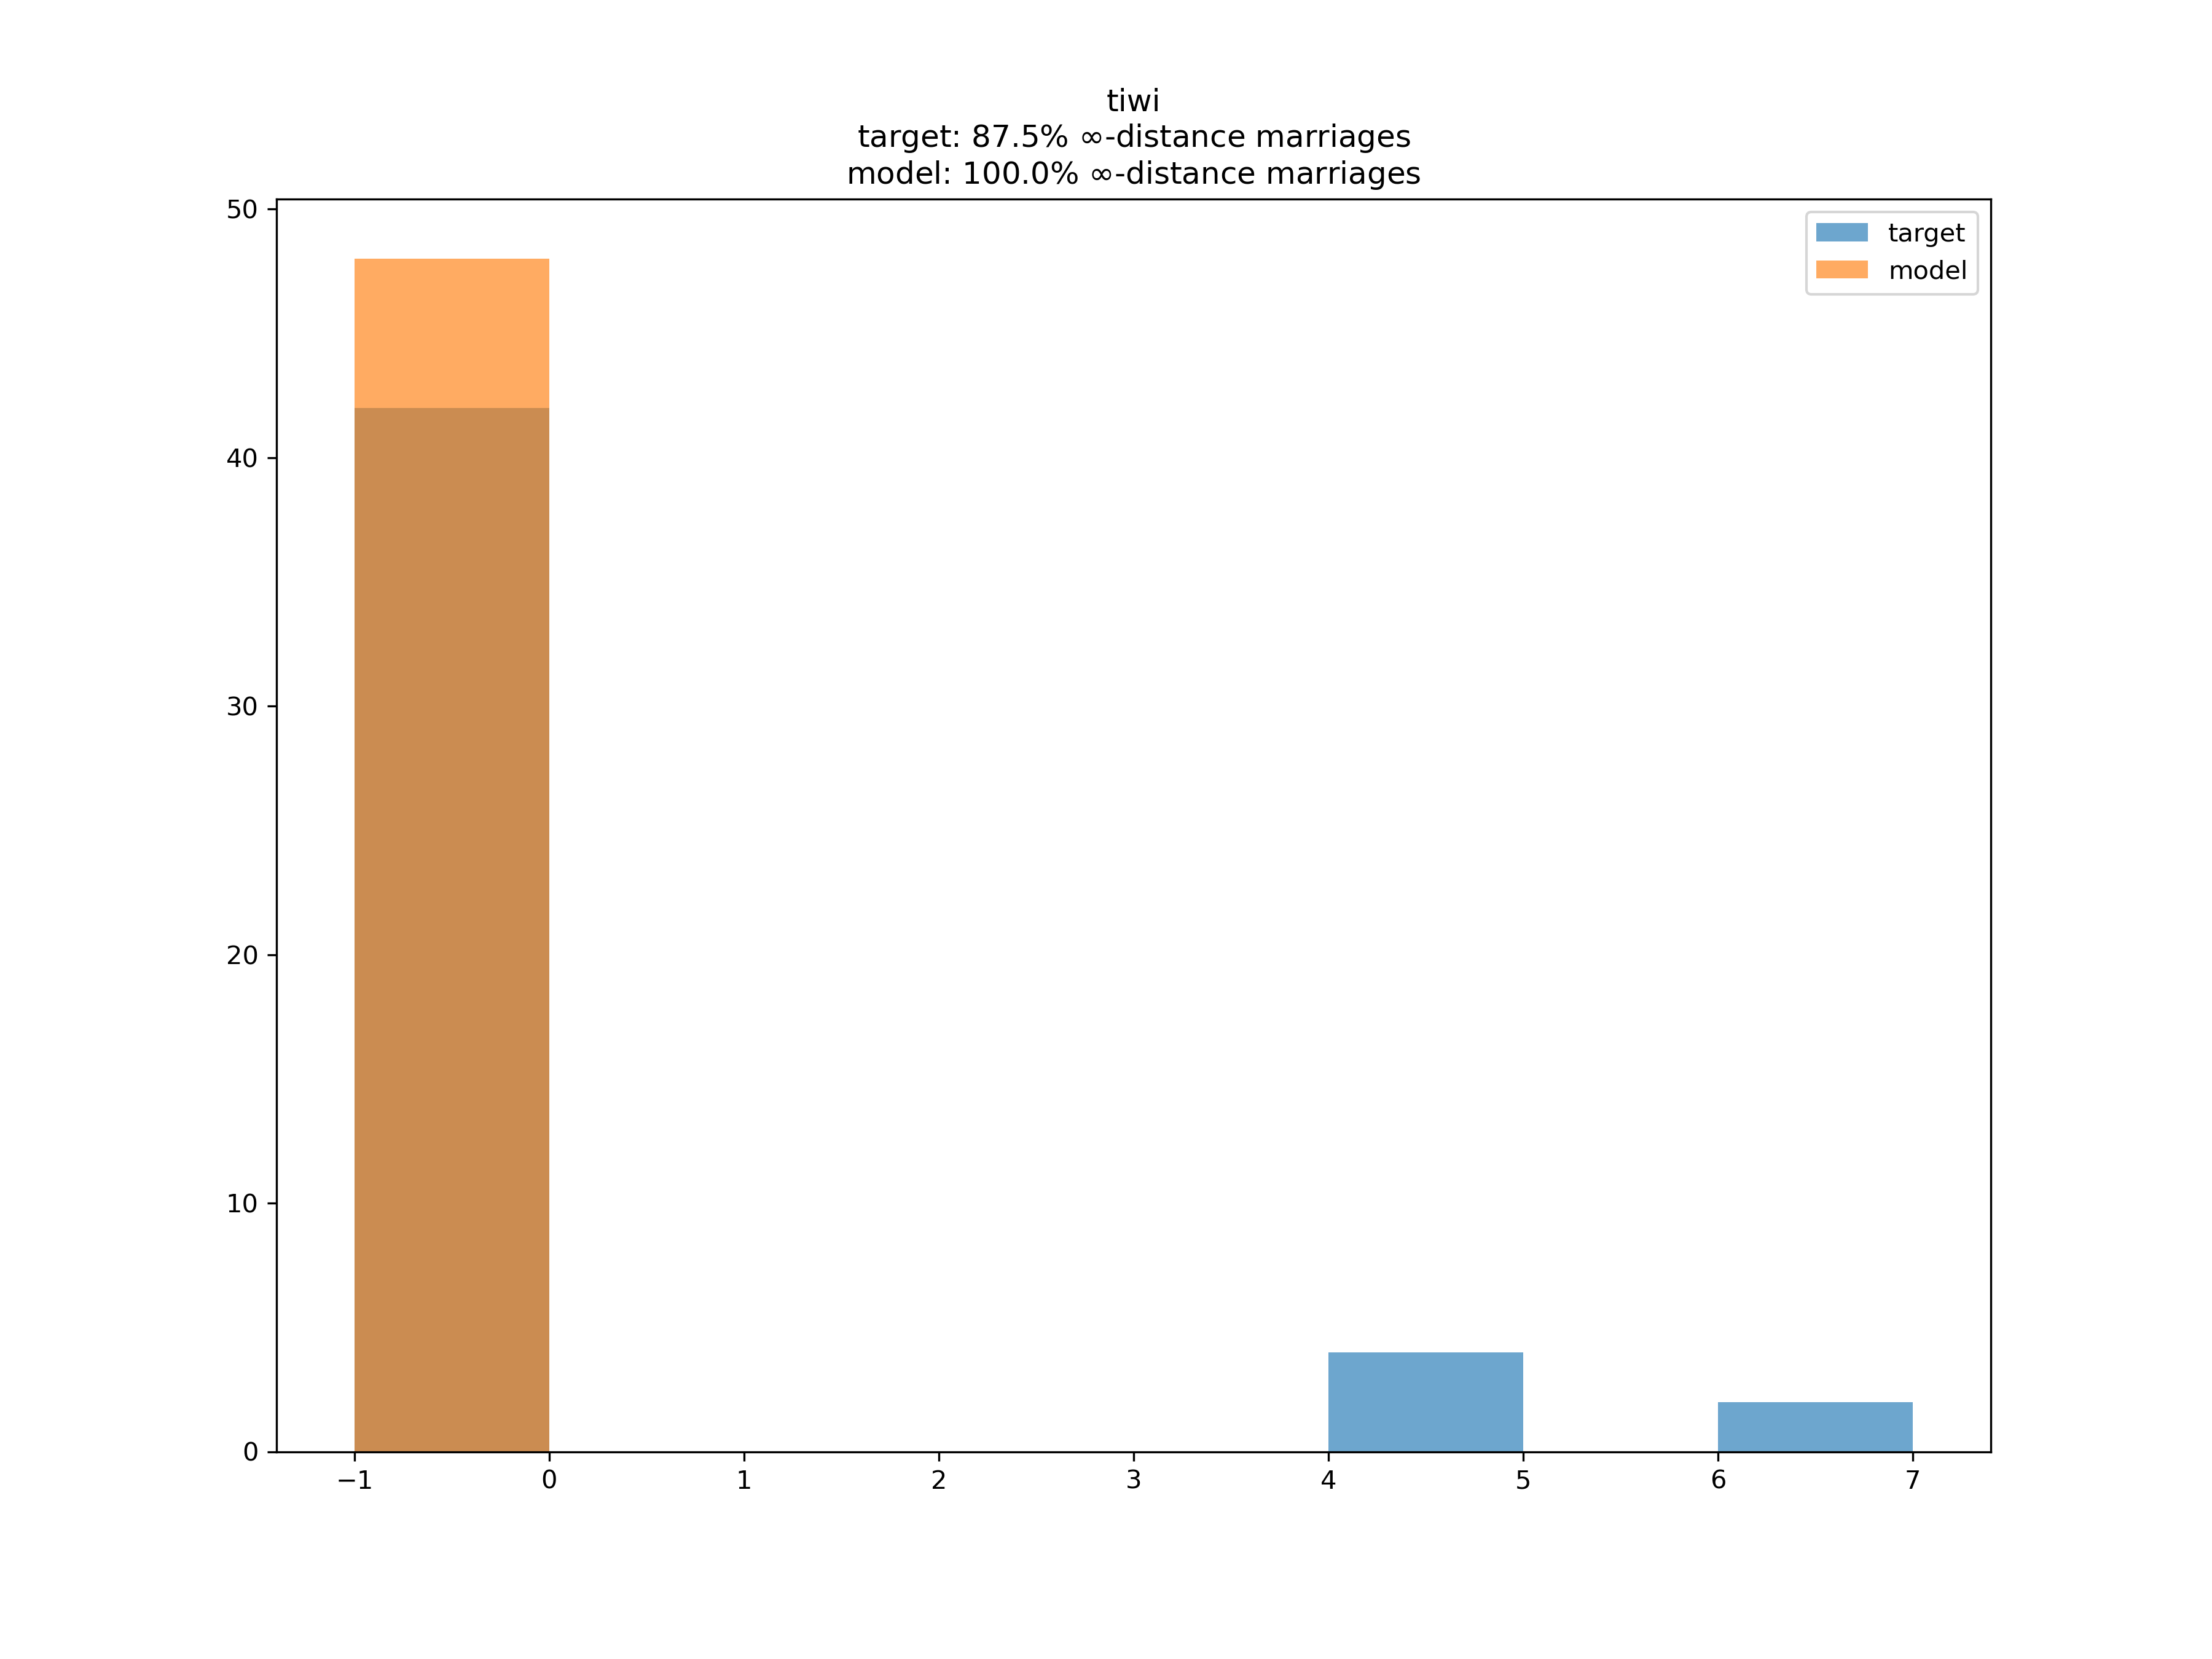 tiwi
target: 87.5% ∞-distance marriages
model: 100.0% ∞-distance marriages
target
model
50
40
30
20
10
0
−1 0 1 2 3 4 5 6 7